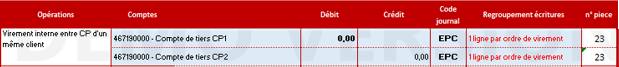 Opérations Comptes Débit Crédit Code journal Regroupement écritures n° piece
Virement interne entre CP d'un même client
467190000 - Compte de tiers CP1 0,00 EPC 1 ligne par ordre de virement 23
467190000 - Compte de tiers CP2 0,00 EPC 1 ligne par ordre de virement 23